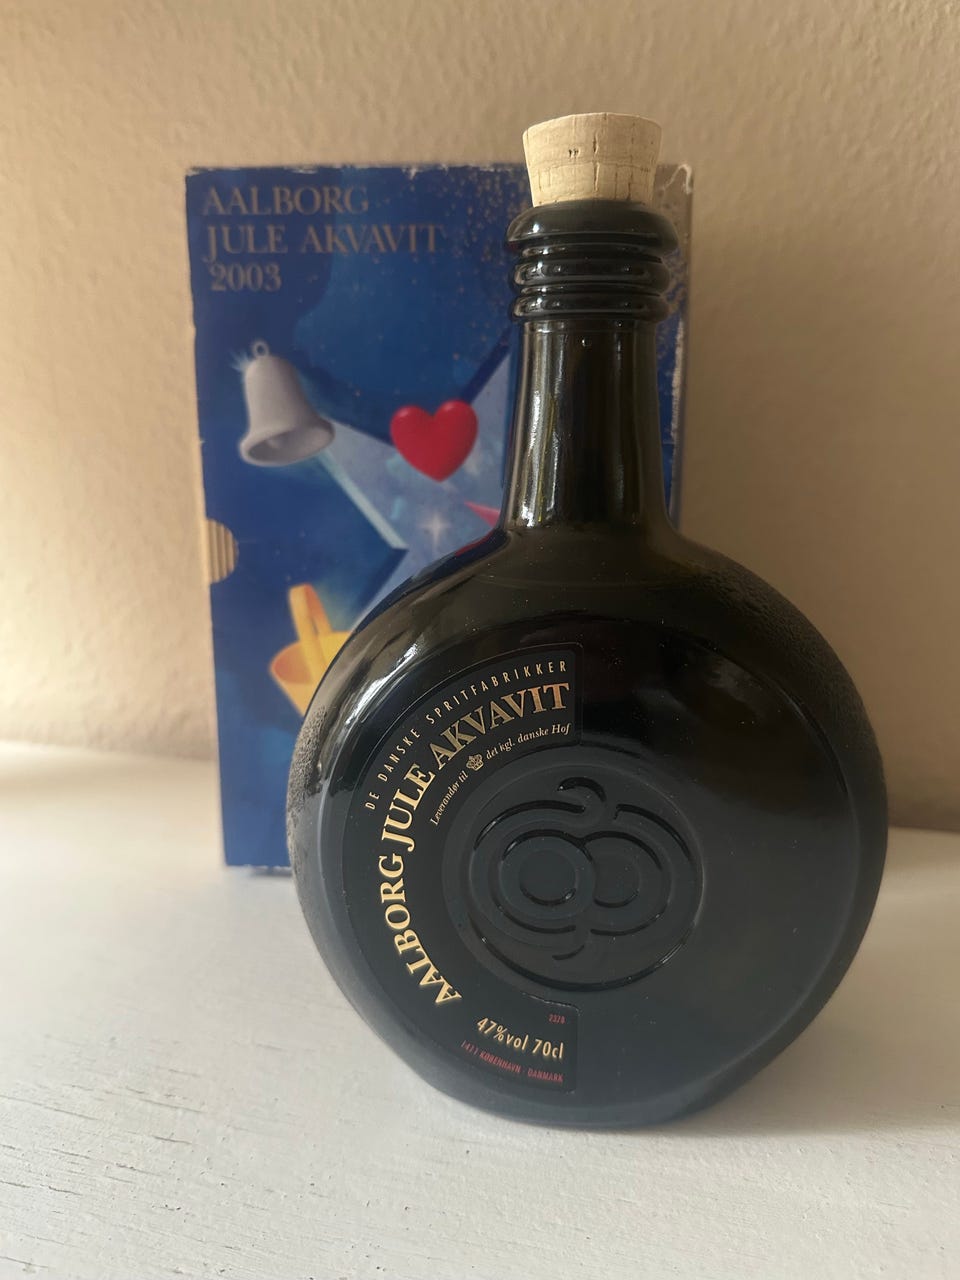 AALBORG
JULE AKVAVIT
2003
DE DANSKE SPRITFABRIKKER
AALBORG JULE AKVAVIT
Leverandør til det kgl. danske Hof
2378
47%vol 70cl
1411 KØBENHAVN · DANMARK